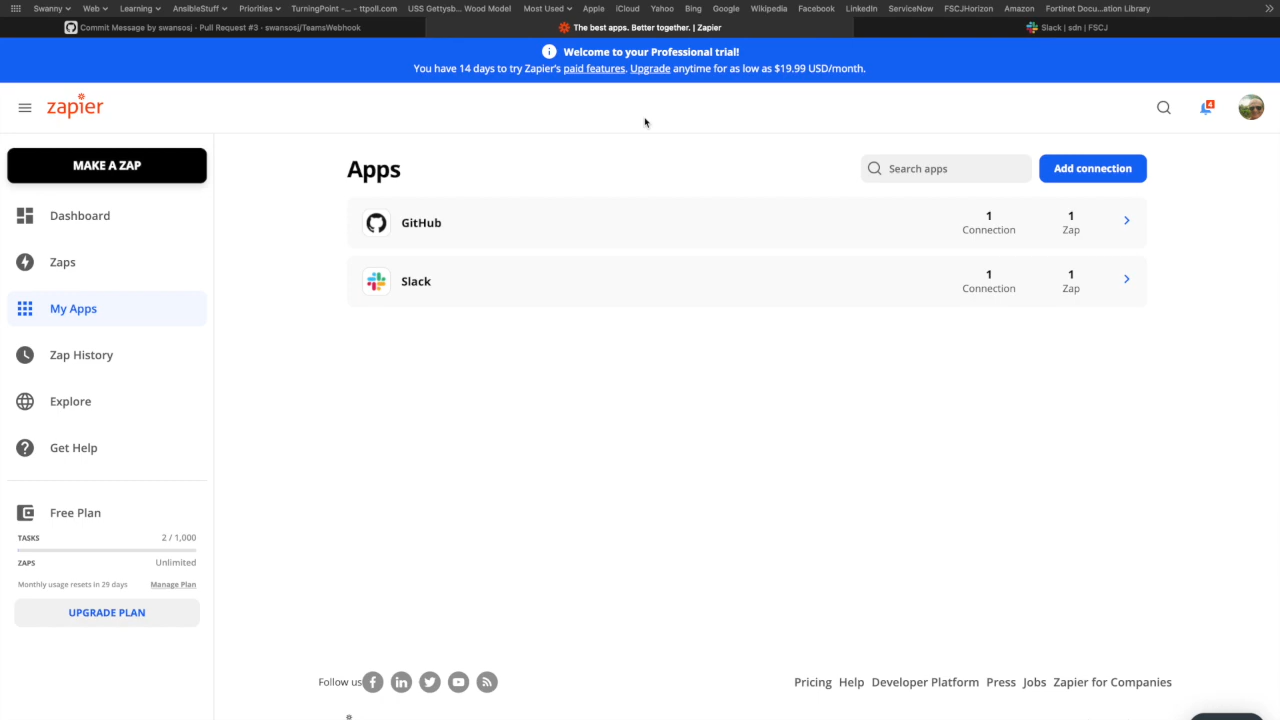 Swanny Web Learning AnsibleStuff Priorities TurningPoint -... - ttpoll.com USS Gettysb... Wood Model Most Used Apple iCloud Yahoo Bing Google Wikipedia Facebook LinkedIn ServiceNow FSCJHorizon Amazon Fortinet Docu...ation Library
Commit Message by swansosj · Pull Request #3 · swansosj/TeamsWebhook
The best apps. Better together. | Zapier
Slack | sdn | FSCJ
Welcome to your Professional trial!
You have 14 days to try Zapier's paid features. Upgrade anytime for as low as $19.99 USD/month.
zapier
4
MAKE A ZAP
Dashboard
Zaps
My Apps
Zap History
Explore
Get Help
Free Plan
TASKS 2 / 1,000
ZAPS Unlimited
Monthly usage resets in 29 days Manage Plan
UPGRADE PLAN
Apps
Search apps
Add connection
GitHub
1
Connection
1
Zap
Slack
1
Connection
1
Zap
Follow us
Pricing Help Developer Platform Press Jobs Zapier for Companies